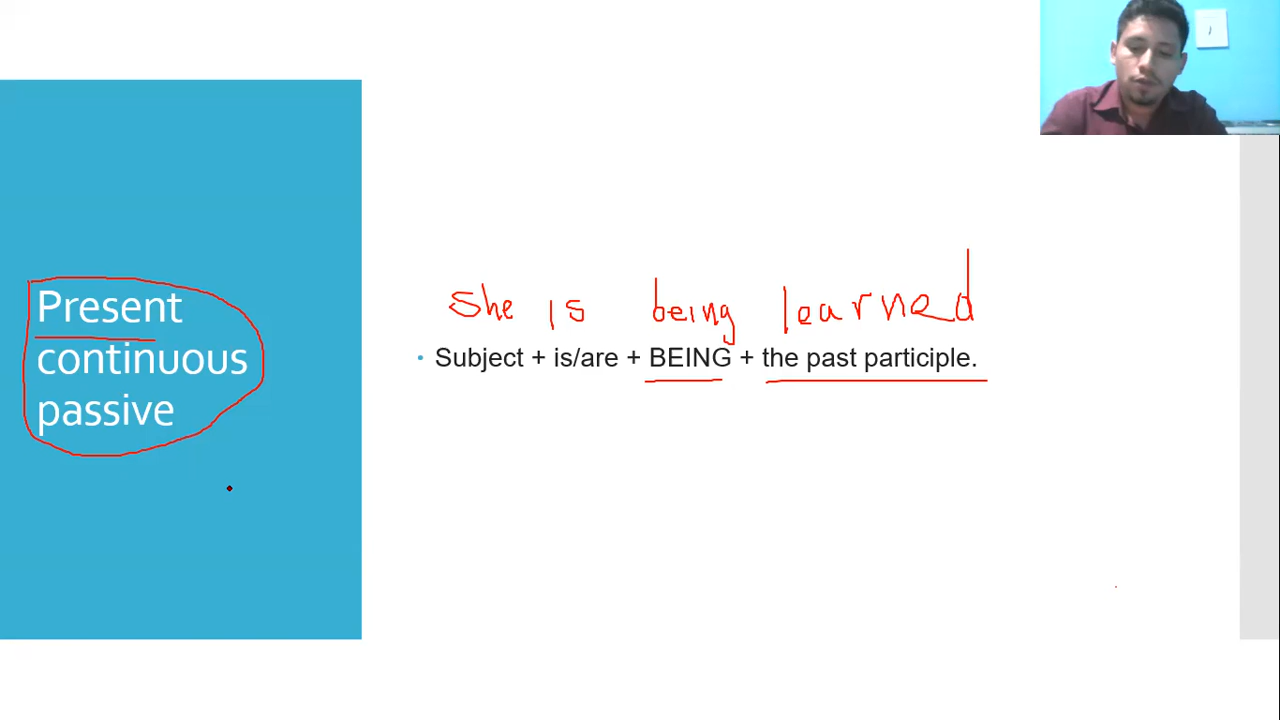 Present
continuous
passive
she is being learned
• Subject + is/are + BEING + the past participle.